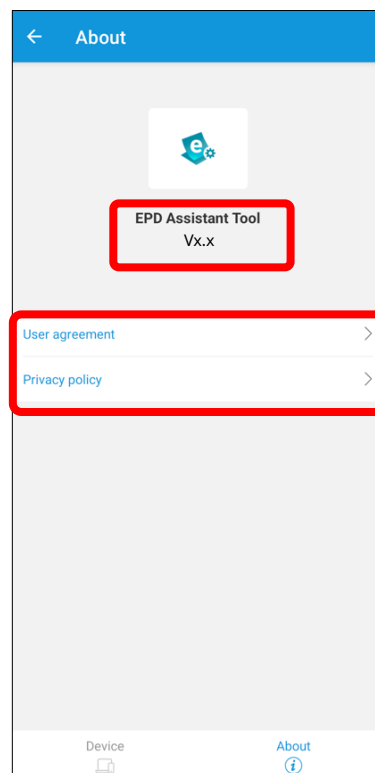 About
e
EPD Assistant Tool
Vx.x
User agreement
Privacy policy
Device
About
i